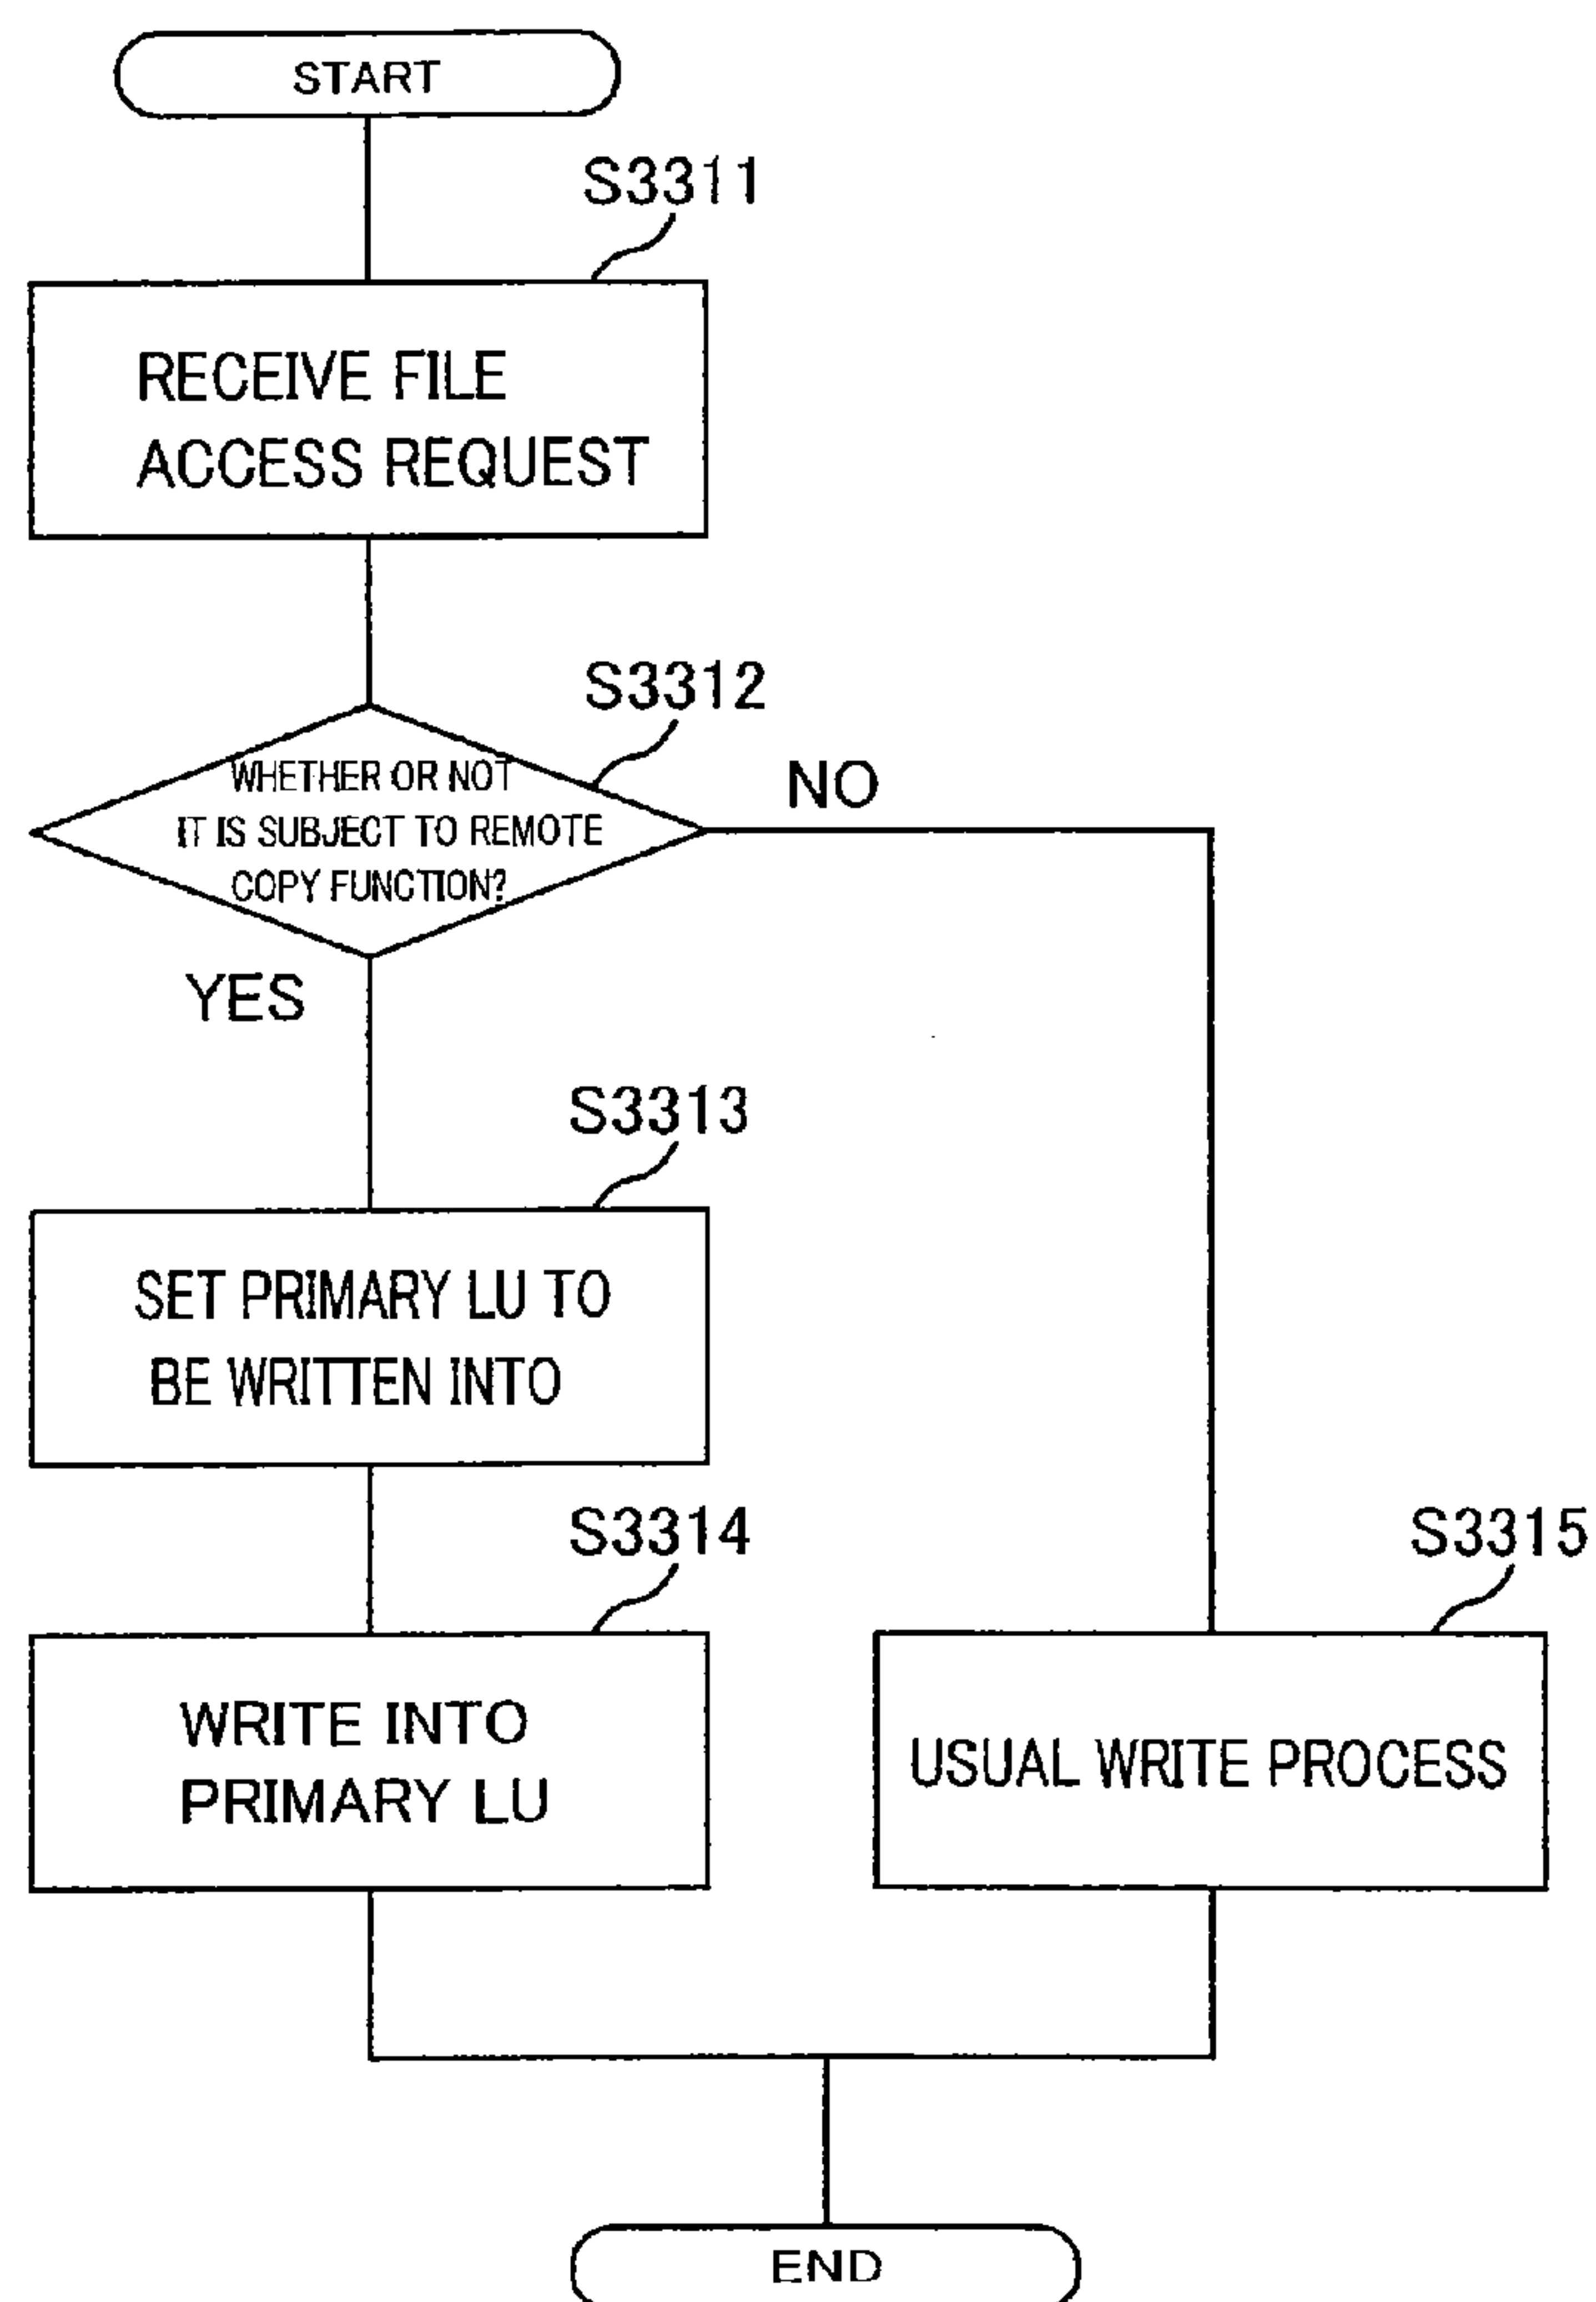 START
S3311
RECEIVE FILE
ACCESS REQUEST
S3312
WHETHER OR NOT
IT IS SUBJECT TO REMOTE
COPY FUNCTION?
NO
YES
S3313
SET PRIMARY LU TO
BE WRITTEN INTO
S3314
WRITE INTO
PRIMARY LU
S3315
USUAL WRITE PROCESS
END